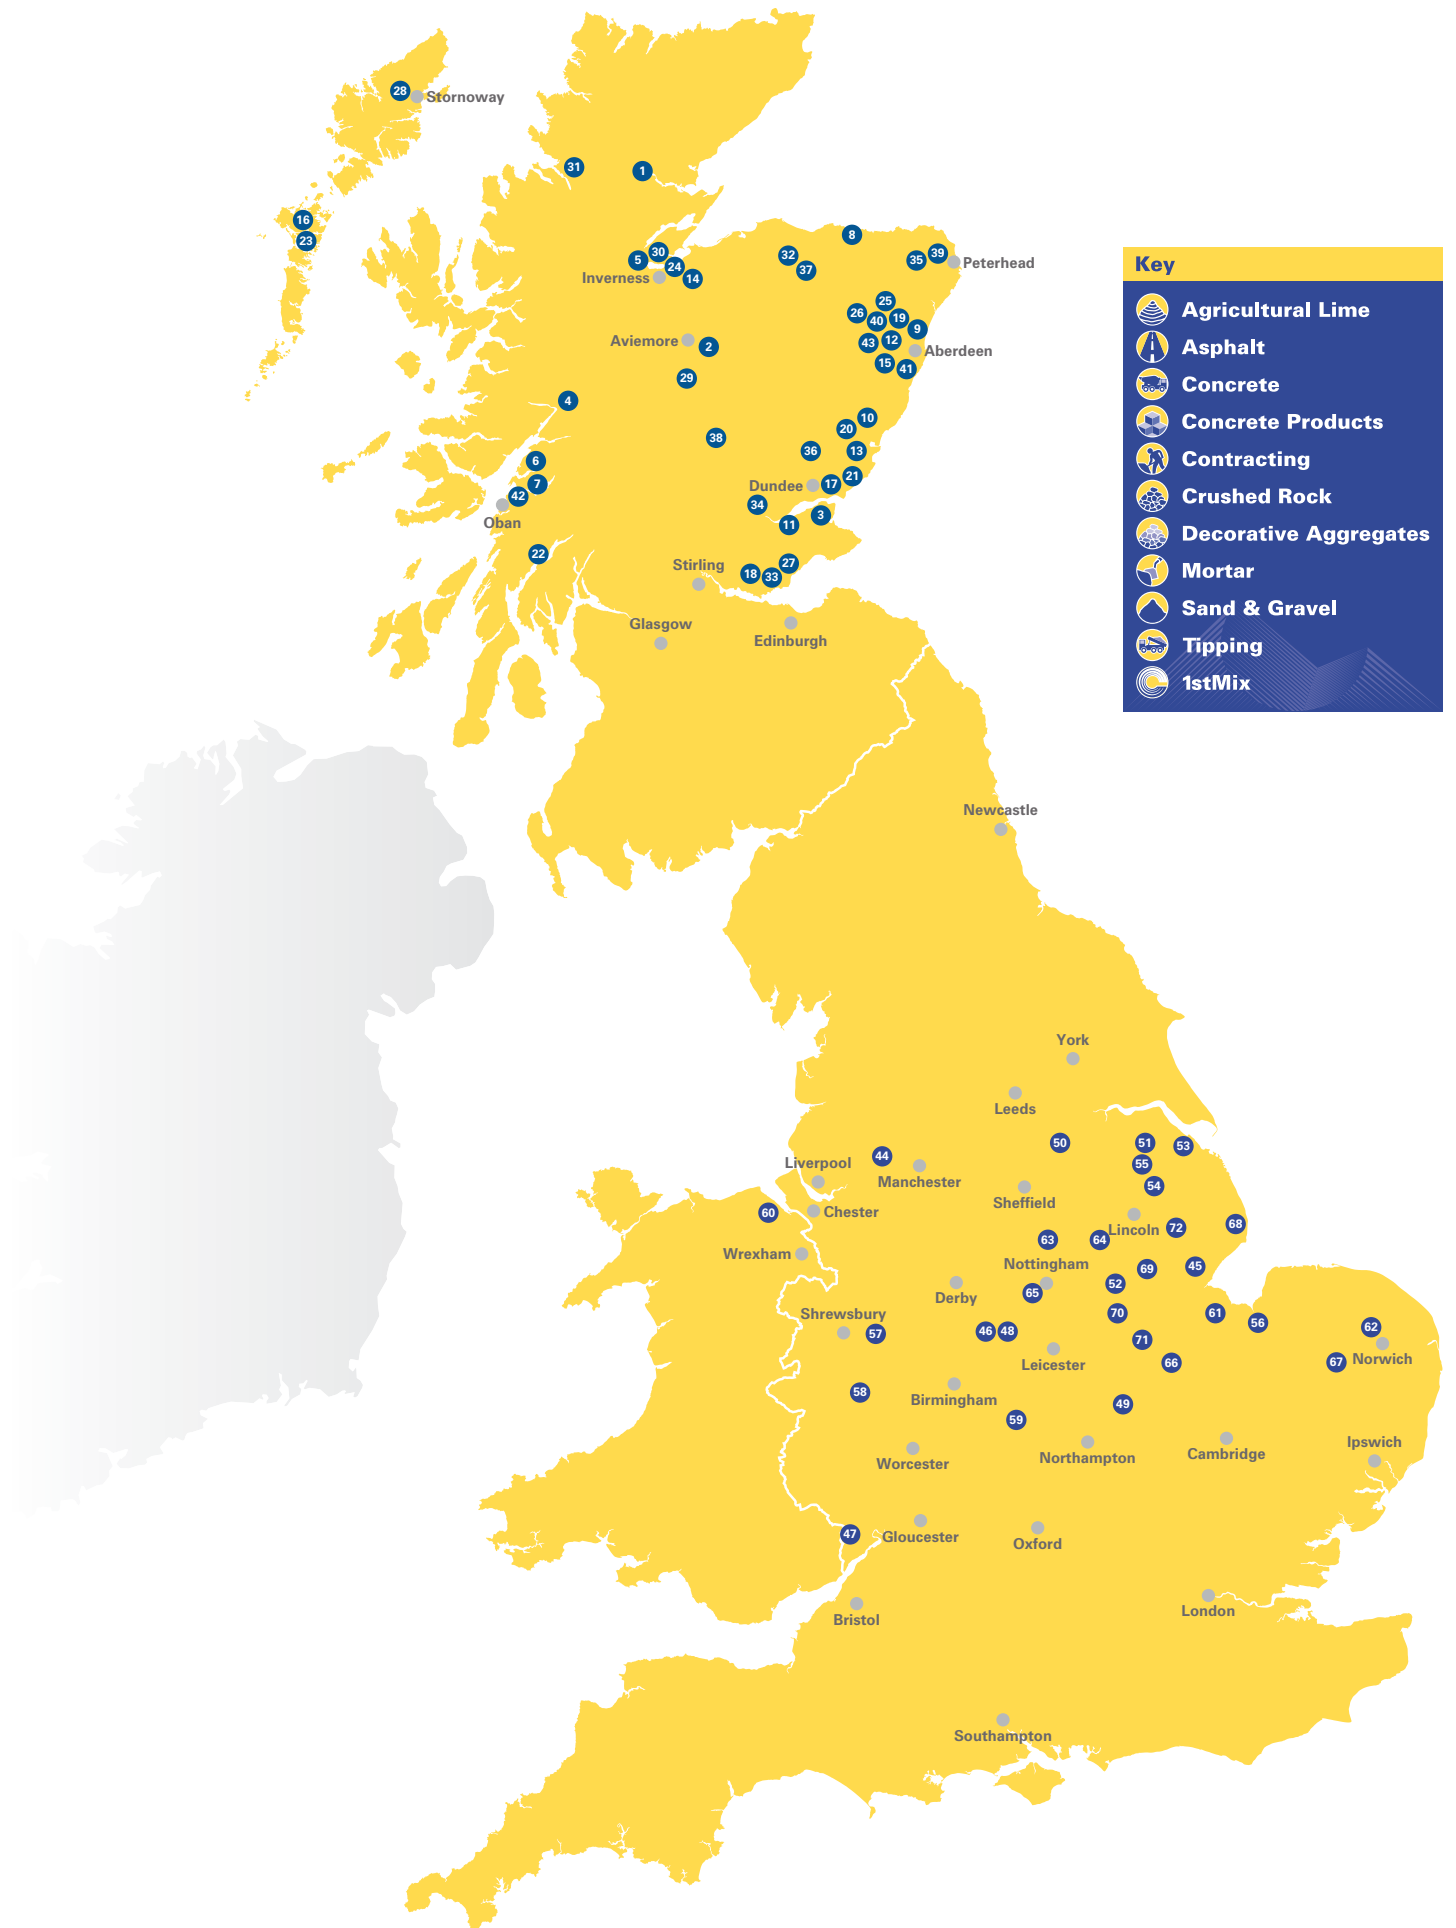 28
Stornoway
31
1
16
23
8
30
5
24
14
Inverness
32
37
35
39
Peterhead
25
26
40
19
9
43
12
Aberdeen
15
41
Aviemore
2
29
4
38
10
20
36
13
6
7
42
Oban
Dundee
17
21
34
3
11
22
Stirling
18
33
27
Glasgow
Edinburgh
Key
Agricultural Lime
Asphalt
Concrete
Concrete Products
Contracting
Crushed Rock
Decorative Aggregates
Mortar
Sand & Gravel
Tipping
1stMix
Newcastle
York
Leeds
50
51
53
55
54
44
Liverpool
Manchester
Sheffield
60
Chester
Lincoln
72
68
Wrexham
63
64
Nottingham
69
45
52
65
Derby
Shrewsbury
57
46
48
70
61
56
62
71
Leicester
66
67
Norwich
58
Birmingham
49
59
Worcester
Northampton
Cambridge
Ipswich
47
Gloucester
Oxford
Bristol
London
Southampton